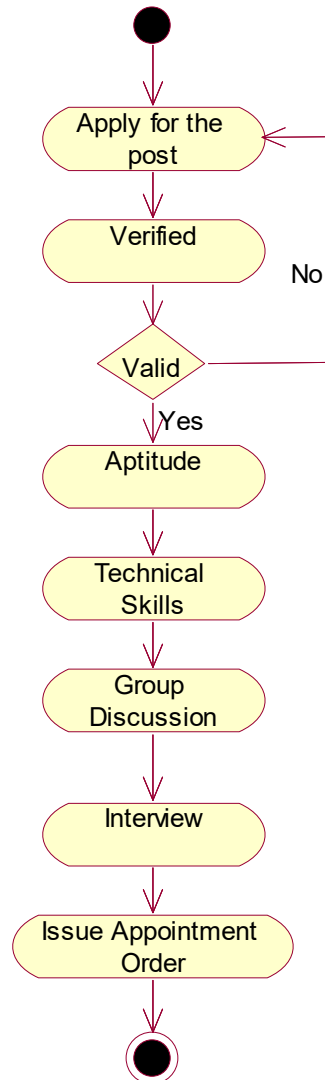 Apply for the
post
Verified
No
Valid
Yes
Aptitude
Technical
Skills
Group
Discussion
Interview
Issue Appointment
Order